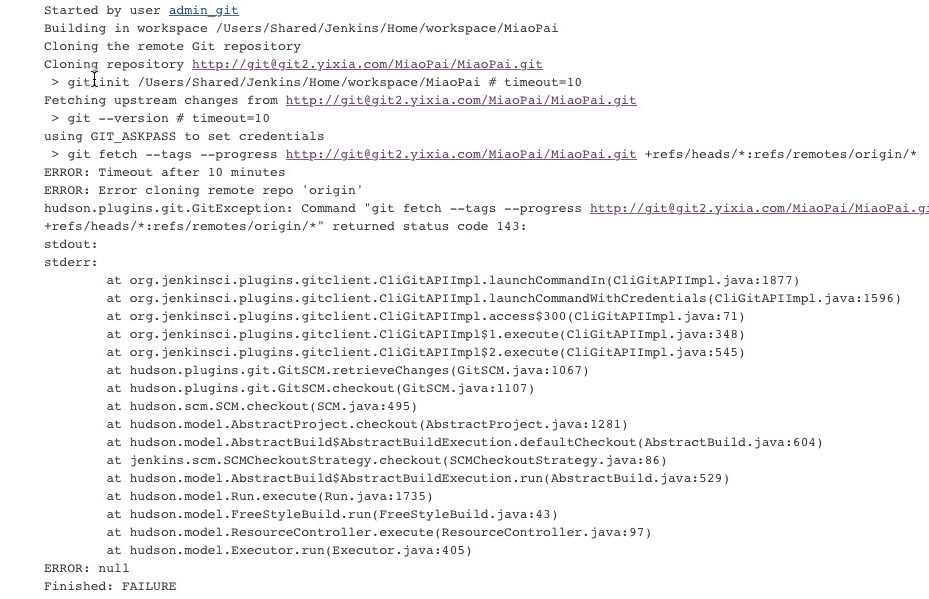 Started by user admin_git
Building in workspace /Users/Shared/Jenkins/Home/workspace/MiaoPai
Cloning the remote Git repository
Cloning repository http://git@git2.yixia.com/MiaoPai/MiaoPai.git
> git init /Users/Shared/Jenkins/Home/workspace/MiaoPai # timeout=10
Fetching upstream changes from http://git@git2.yixia.com/MiaoPai/MiaoPai.git
> git --version # timeout=10
using GIT_ASKPASS to set credentials
> git fetch --tags --progress http://git@git2.yixia.com/MiaoPai/MiaoPai.git +refs/heads/*:refs/remotes/origin/*
ERROR: Timeout after 10 minutes
ERROR: Error cloning remote repo 'origin'
hudson.plugins.git.GitException: Command "git fetch --tags --progress http://git@git2.yixia.com/MiaoPai/MiaoPai.gi
+refs/heads/*:refs/remotes/origin/*" returned status code 143:
stdout:
stderr:
at org.jenkinsci.plugins.gitclient.CliGitAPIImpl.launchCommandIn(CliGitAPIImpl.java:1877)
at org.jenkinsci.plugins.gitclient.CliGitAPIImpl.launchCommandWithCredentials(CliGitAPIImpl.java:1596)
at org.jenkinsci.plugins.gitclient.CliGitAPIImpl.access$300(CliGitAPIImpl.java:71)
at org.jenkinsci.plugins.gitclient.CliGitAPIImpl$1.execute(CliGitAPIImpl.java:348)
at org.jenkinsci.plugins.gitclient.CliGitAPIImpl$2.execute(CliGitAPIImpl.java:545)
at hudson.plugins.git.GitSCM.retrieveChanges(GitSCM.java:1067)
at hudson.plugins.git.GitSCM.checkout(GitSCM.java:1107)
at hudson.scm.SCM.checkout(SCM.java:495)
at hudson.model.AbstractProject.checkout(AbstractProject.java:1281)
at hudson.model.AbstractBuild$AbstractBuildExecution.defaultCheckout(AbstractBuild.java:604)
at jenkins.scm.SCMCheckoutStrategy.checkout(SCMCheckoutStrategy.java:86)
at hudson.model.AbstractBuild$AbstractBuildExecution.run(AbstractBuild.java:529)
at hudson.model.Run.execute(Run.java:1735)
at hudson.model.FreeStyleBuild.run(FreeStyleBuild.java:43)
at hudson.model.ResourceController.execute(ResourceController.java:97)
at hudson.model.Executor.run(Executor.java:405)
ERROR: null
Finished: FAILURE